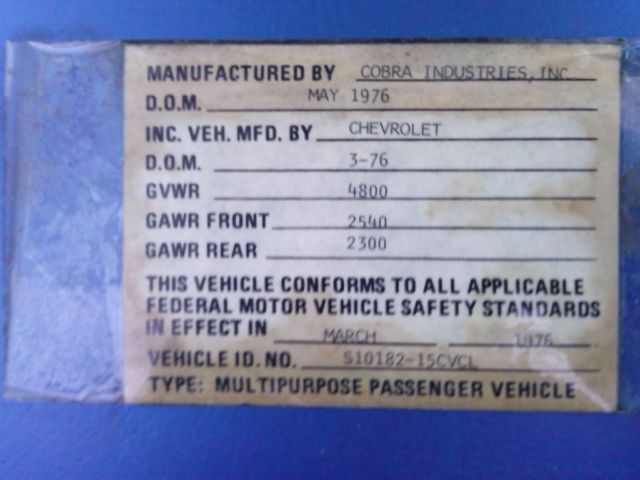 MANUFACTURED BY COBRA INDUSTRIES, INC.
D.O.M. MAY 1976
INC. VEH. MFD. BY CHEVROLET
D.O.M. 3-76
GVWR 4800
GAWR FRONT 2540
GAWR REAR 2300
THIS VEHICLE CONFORMS TO ALL APPLICABLE
FEDERAL MOTOR VEHICLE SAFETY STANDARDS
IN EFFECT IN MARCH 1976
VEHICLE ID. NO. S10182-15CVCL
TYPE: MULTIPURPOSE PASSENGER VEHICLE